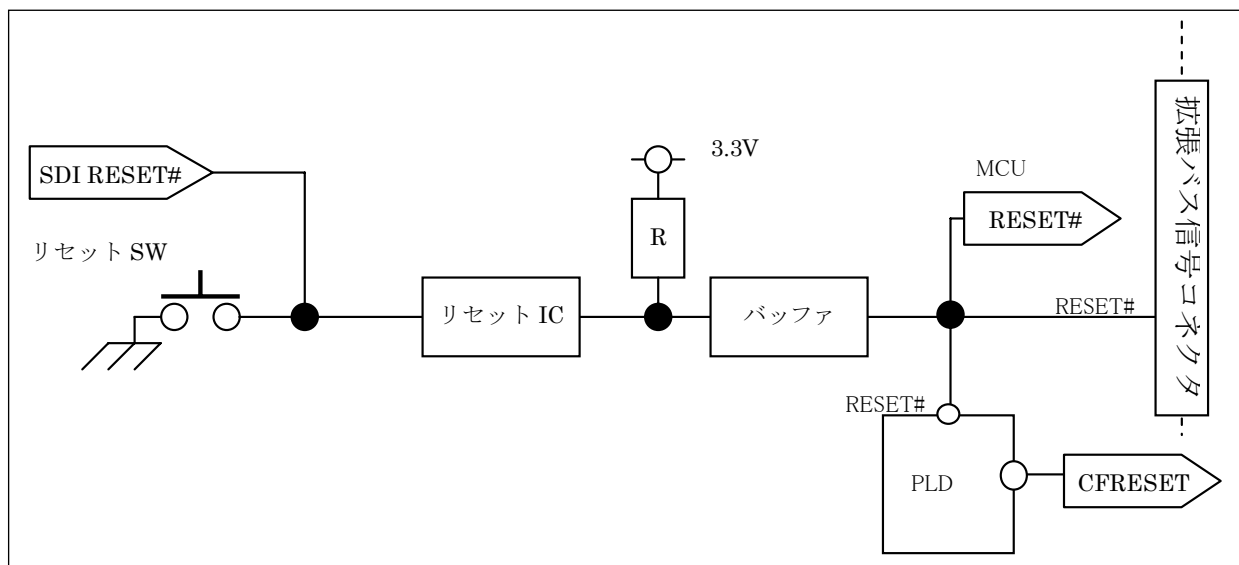 SDI RESET#
リセット SW
リセット IC
3.3V
R
バッファ
MCU
RESET#
RESET#
拡張バス信号コネクタ
RESET#
PLD
CFRESET